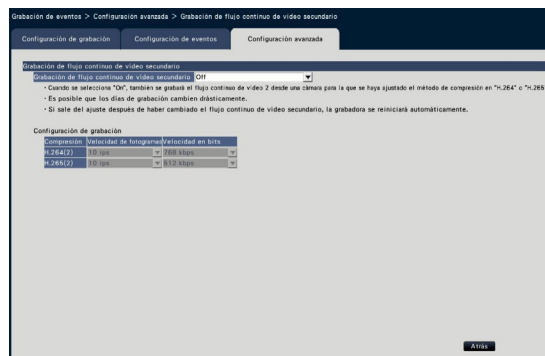 Grabación de eventos > Configuración avanzada > Grabación de flujo continuo de vídeo secundario
Configuración de grabación Configuración de eventos Configuración avanzada
Grabación de flujo continuo de vídeo secundario
Grabación de flujo continuo de vídeo secundario Off
・Cuando se selecciona "On", también se grabará el flujo continuo de vídeo 2 desde una cámara para la que se haya ajustado el método de compresión en "H.264" o "H.265
・Es posible que los días de grabación cambien drásticamente.
・Si sale del ajuste después de haber cambiado el flujo continuo de vídeo secundario, la grabadora se reiniciará automáticamente.
Configuración de grabación
Compresión Velocidad de fotogramas Velocidad en bits
H.264(2) 10 ips 768 kbps
H.265(2) 10 ips 512 kbps
Atrás